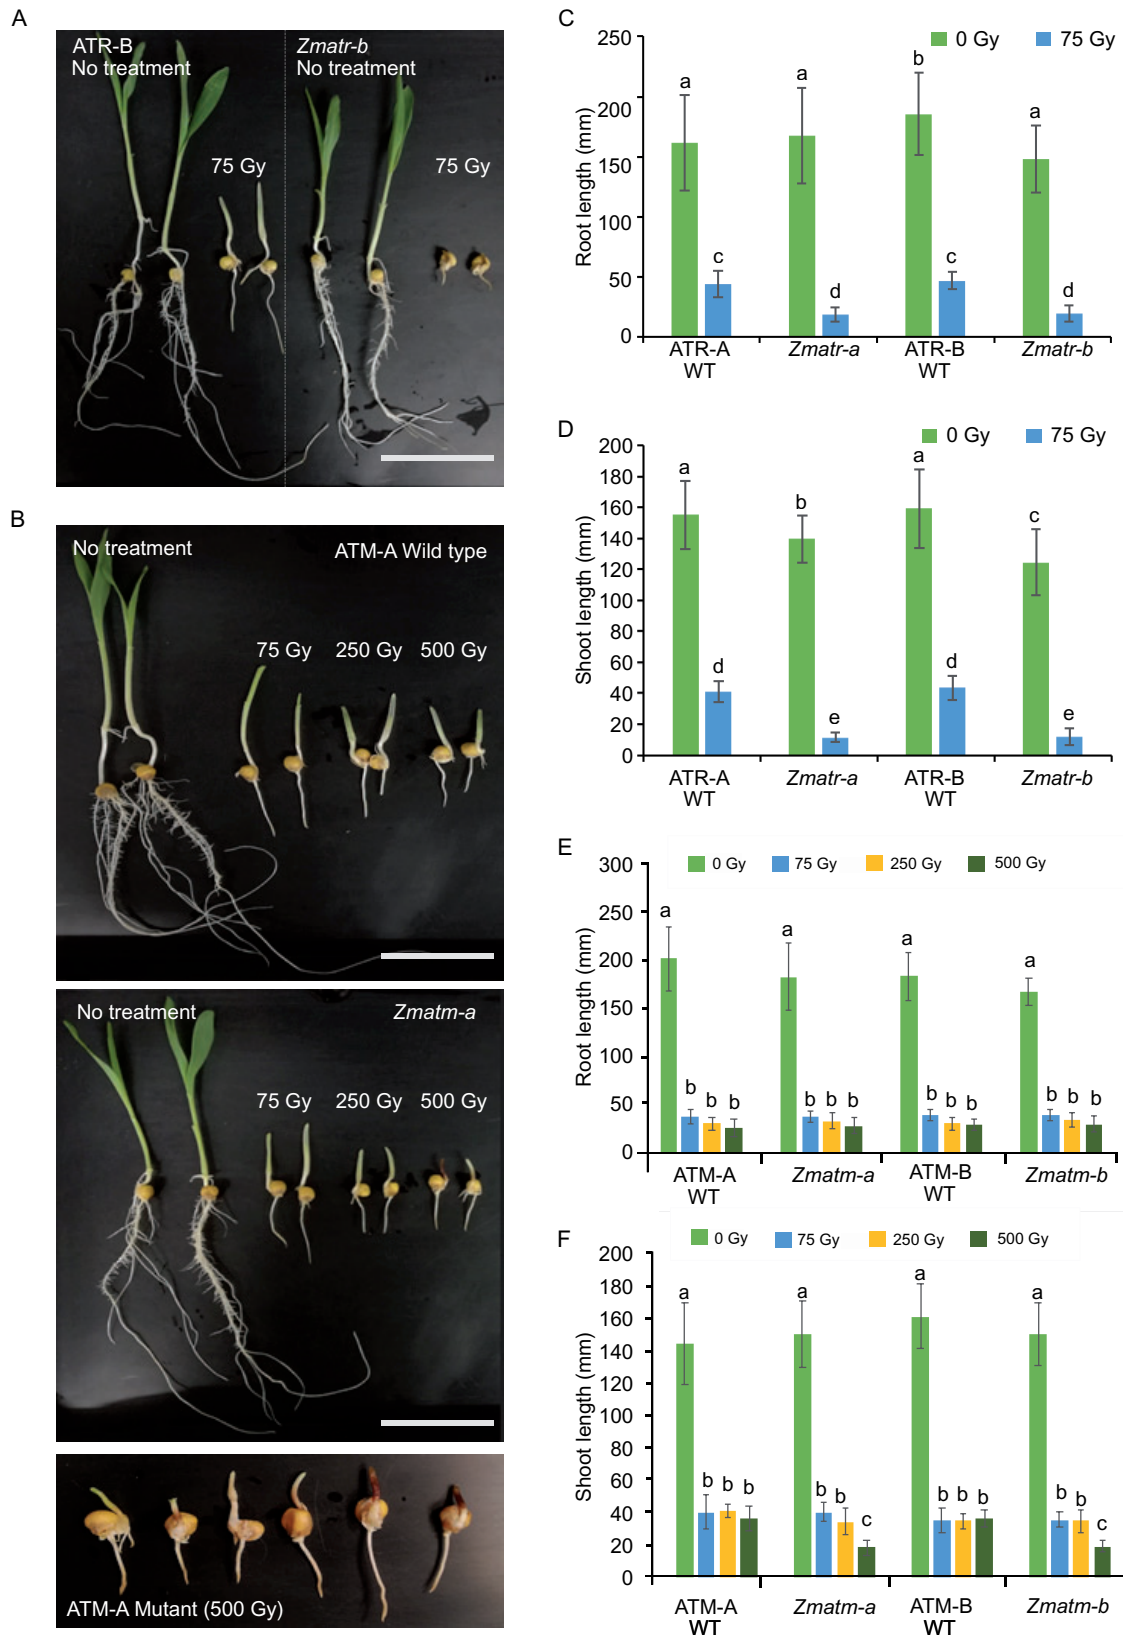 A
ATR-B
No treatment
Zmatr-b
No treatment
75 Gy
75 Gy
B
No treatment
ATM-A Wild type
75 Gy
250 Gy
500 Gy
No treatment
Zmatm-a
75 Gy
250 Gy
500 Gy
ATM-A Mutant (500 Gy)
C
0 Gy
75 Gy
Root length (mm)
250
200
150
100
50
0
a
c
a
d
b
c
a
d
ATR-A
WT
Zmatr-a
ATR-B
WT
Zmatr-b
D
0 Gy
75 Gy
Shoot length (mm)
200
180
160
140
120
100
80
60
40
20
0
a
d
b
e
a
d
c
e
ATR-A
WT
Zmatr-a
ATR-B
WT
Zmatr-b
E
0 Gy
75 Gy
250 Gy
500 Gy
Root length (mm)
300
250
200
150
100
50
0
a
b b b
a
b b b
a
b b b
a
b b b
ATM-A
WT
Zmatm-a
ATM-B
WT
Zmatm-b
F
0 Gy
75 Gy
250 Gy
500 Gy
Shoot length (mm)
200
180
160
140
120
100
80
60
40
20
0
a
b b b
a
b b c
a
b b b
a
b b c
ATM-A
WT
Zmatm-a
ATM-B
WT
Zmatm-b